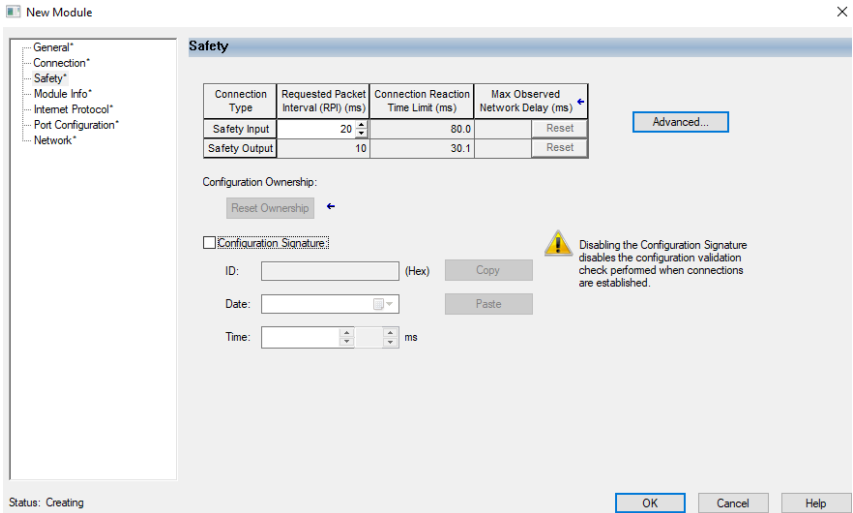 New Module
General*
Connection*
Safety*
Module Info*
Internet Protocol*
Port Configuration*
Network*
Safety
Connection Type
Requested Packet Interval (RPI) (ms)
Connection Reaction Time Limit (ms)
Max Observed Network Delay (ms)
Safety Input 20 80.0 Reset
Safety Output 10 30.1 Reset
Advanced...
Configuration Ownership:
Reset Ownership
Configuration Signature:
Disabling the Configuration Signature
disables the configuration validation
check performed when connections
are established.
ID: (Hex) Copy
Date: Paste
Time: ms
Status: Creating
OK Cancel Help